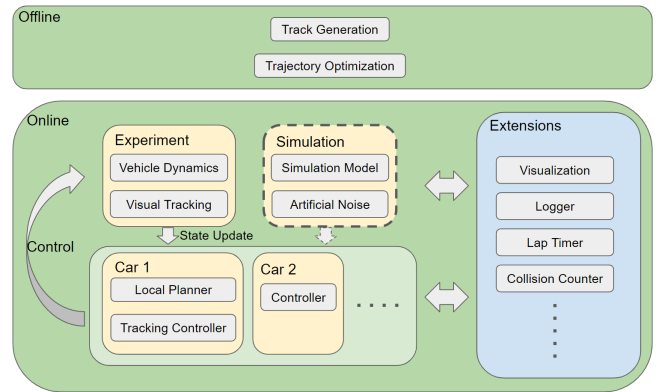 Offline
Track Generation
Trajectory Optimization
Online
Experiment
Vehicle Dynamics
Visual Tracking
Simulation
Simulation Model
Artificial Noise
Extensions
Visualization
Logger
Lap Timer
Collision Counter
State Update
Control
Car 1
Local Planner
Tracking Controller
Car 2
Controller